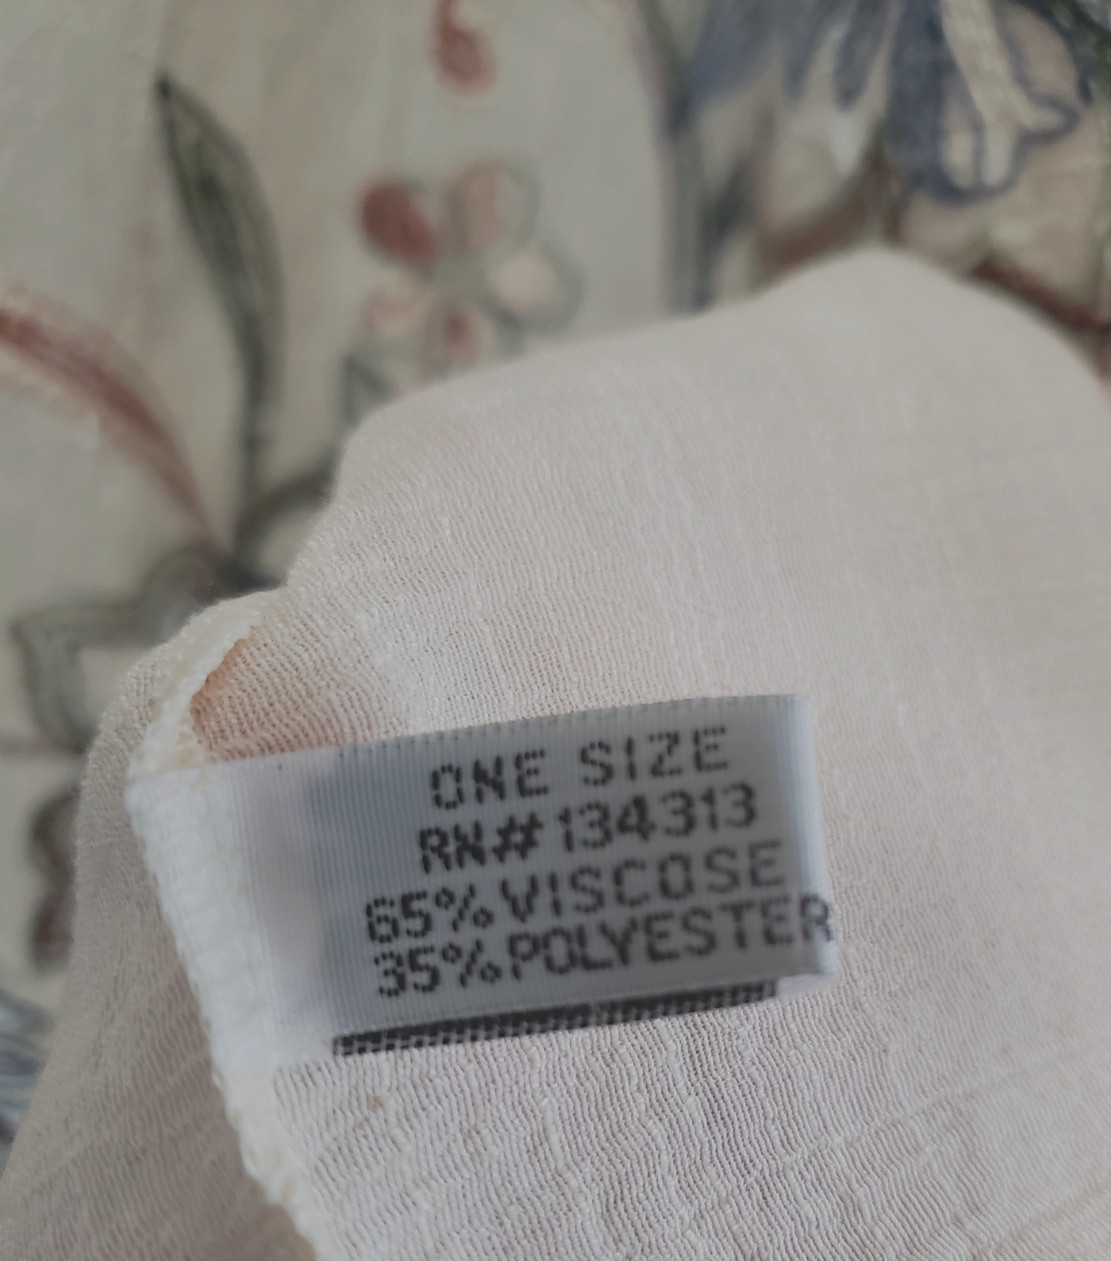 ONE SIZE
RN# 134313
65% VISCOSE
35% POLYESTER